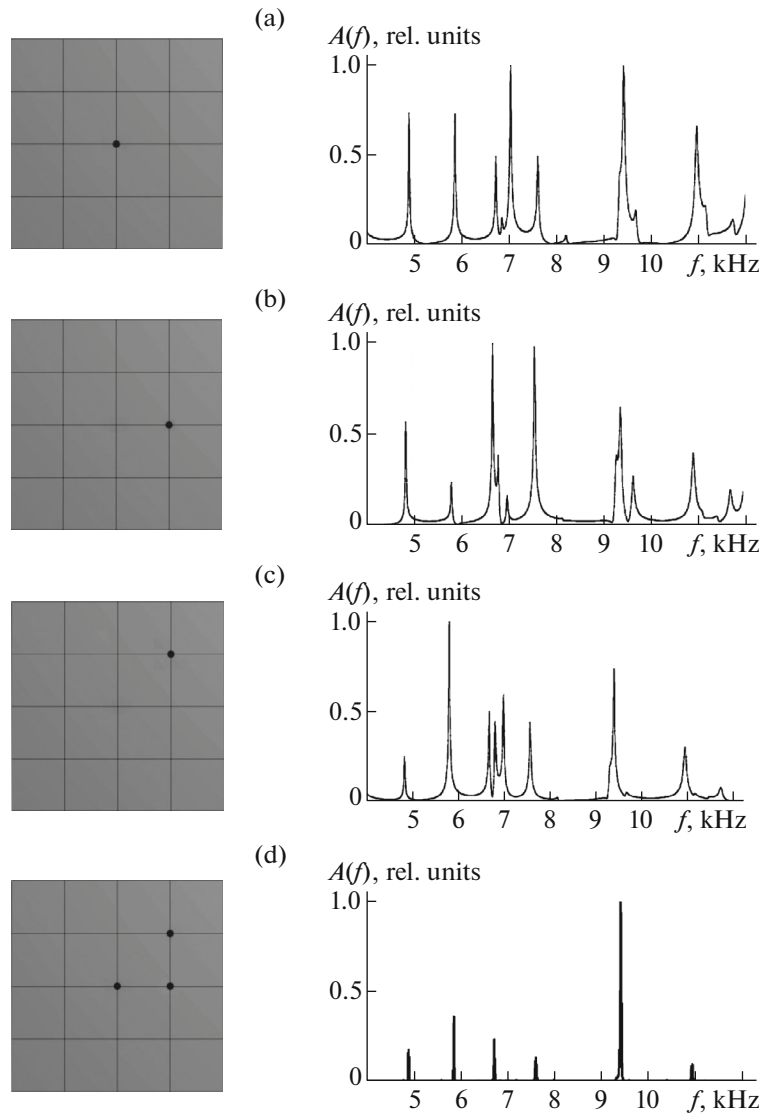 (a)
A(f), rel. units
1.0
0.5
0
5 6 7 8 9 10 f, kHz
(b)
A(f), rel. units
1.0
0.5
0
5 6 7 8 9 10 f, kHz
(c)
A(f), rel. units
1.0
0.5
0
5 6 7 8 9 10 f, kHz
(d)
A(f), rel. units
1.0
0.5
0
5 6 7 8 9 10 f, kHz